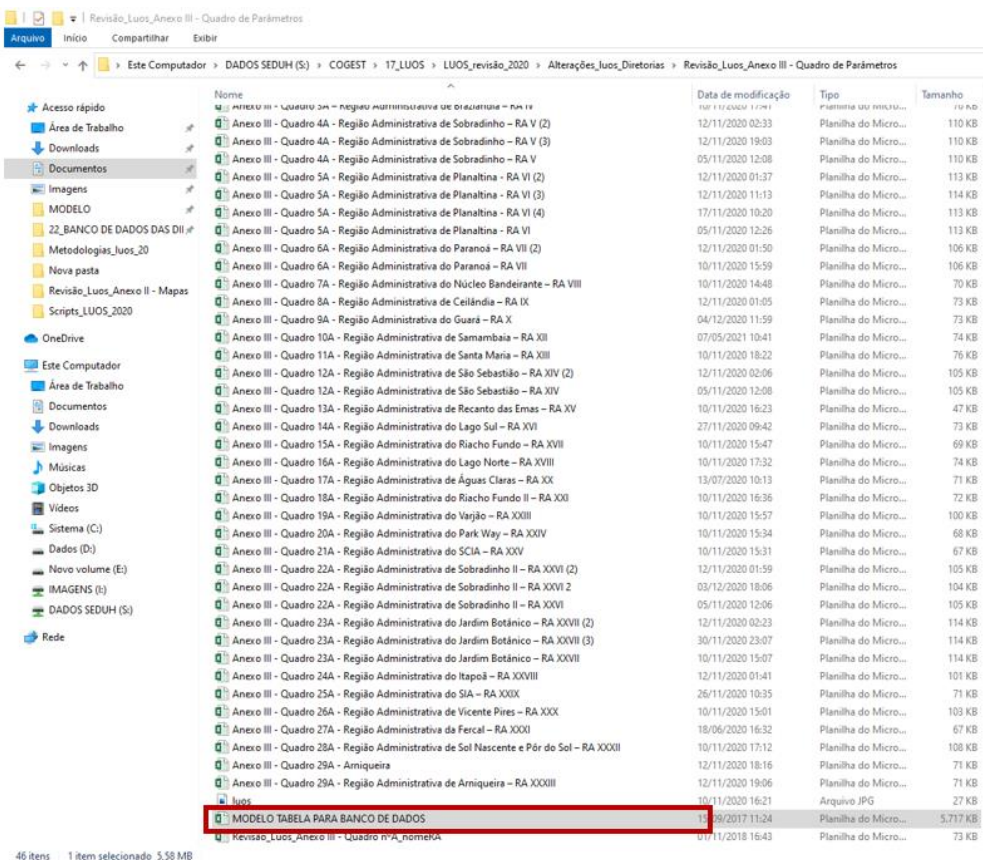 Revisão_Luos_Anexo III - Quadro de Parâmetros
Arquivo Início Compartilhar Exibir
Este Computador > DADOS SEDUH (S:) > COGEST > 17_LUOS > LUOS_revisão_2020 > Alterações_luos_Diretorias > Revisão_Luos_Anexo III - Quadro de Parâmetros
Nome Data de modificação Tipo Tamanho
Acesso rápido
Área de Trabalho
Downloads
Documentos
Imagens
MODELO
22_BANCO DE DADOS DAS DII
Metodologias_luos_20
Nova pasta
Revisão_Luos_Anexo II - Mapas
Scripts_LUOS_2020
OneDrive
Este Computador
Área de Trabalho
Documentos
Downloads
Imagens
Músicas
Objetos 3D
Vídeos
Sistema (C:)
Dados (D:)
Novo volume (E:)
IMAGENS (I:)
DADOS SEDUH (S:)
Rede
Anexo III - Quadro 3A – Região Administrativa de Brazlândia – RA IV 10/11/2020 17:41 Planilha do Micro... 70 KB
Anexo III - Quadro 4A - Região Administrativa de Sobradinho – RA V (2) 12/11/2020 02:33 Planilha do Micro... 110 KB
Anexo III - Quadro 4A - Região Administrativa de Sobradinho – RA V (3) 12/11/2020 19:03 Planilha do Micro... 110 KB
Anexo III - Quadro 4A - Região Administrativa de Sobradinho – RA V 05/11/2020 12:08 Planilha do Micro... 110 KB
Anexo III - Quadro 5A - Região Administrativa de Planaltina - RA VI (2) 12/11/2020 01:37 Planilha do Micro... 113 KB
Anexo III - Quadro 5A - Região Administrativa de Planaltina - RA VI (3) 12/11/2020 11:13 Planilha do Micro... 114 KB
Anexo III - Quadro 5A - Região Administrativa de Planaltina - RA VI (4) 17/11/2020 10:20 Planilha do Micro... 113 KB
Anexo III - Quadro 5A - Região Administrativa de Planaltina - RA VI 05/11/2020 12:26 Planilha do Micro... 113 KB
Anexo III - Quadro 6A - Região Administrativa do Paranoá – RA VII (2) 12/11/2020 01:50 Planilha do Micro... 106 KB
Anexo III - Quadro 6A - Região Administrativa do Paranoá – RA VII 10/11/2020 15:59 Planilha do Micro... 106 KB
Anexo III - Quadro 7A - Região Administrativa do Núcleo Bandeirante – RA VIII 10/11/2020 14:48 Planilha do Micro... 70 KB
Anexo III - Quadro 8A - Região Administrativa de Ceilândia – RA IX 12/11/2020 01:05 Planilha do Micro... 73 KB
Anexo III - Quadro 9A - Região Administrativa do Guará – RA X 04/12/2020 11:59 Planilha do Micro... 73 KB
Anexo III - Quadro 10A - Região Administrativa de Samambaia – RA XII 07/05/2021 10:41 Planilha do Micro... 74 KB
Anexo III - Quadro 11A - Região Administrativa de Santa Maria – RA XIII 10/11/2020 18:22 Planilha do Micro... 76 KB
Anexo III - Quadro 12A - Região Administrativa de São Sebastião – RA XIV (2) 12/11/2020 02:06 Planilha do Micro... 105 KB
Anexo III - Quadro 12A - Região Administrativa de São Sebastião – RA XIV 05/11/2020 12:08 Planilha do Micro... 105 KB
Anexo III - Quadro 13A - Região Administrativa de Recanto das Emas – RA XV 10/11/2020 16:23 Planilha do Micro... 47 KB
Anexo III - Quadro 14A - Região Administrativa do Lago Sul – RA XVI 27/11/2020 09:42 Planilha do Micro... 73 KB
Anexo III - Quadro 15A - Região Administrativa do Riacho Fundo – RA XVII 10/11/2020 15:47 Planilha do Micro... 69 KB
Anexo III - Quadro 16A - Região Administrativa do Lago Norte – RA XVIII 10/11/2020 17:32 Planilha do Micro... 74 KB
Anexo III - Quadro 17A - Região Administrativa de Águas Claras – RA XX 13/07/2020 10:13 Planilha do Micro... 71 KB
Anexo III - Quadro 18A - Região Administrativa do Riacho Fundo II – RA XXI 10/11/2020 16:36 Planilha do Micro... 72 KB
Anexo III - Quadro 19A - Região Administrativa do Varjão – RA XXIII 10/11/2020 15:57 Planilha do Micro... 100 KB
Anexo III - Quadro 20A - Região Administrativa do Park Way – RA XXIV 10/11/2020 15:34 Planilha do Micro... 68 KB
Anexo III - Quadro 21A - Região Administrativa do SCIA – RA XXV 10/11/2020 15:31 Planilha do Micro... 67 KB
Anexo III - Quadro 22A - Região Administrativa de Sobradinho II – RA XXVI (2) 12/11/2020 01:59 Planilha do Micro... 105 KB
Anexo III - Quadro 22A - Região Administrativa de Sobradinho II – RA XXVI 2 03/12/2020 18:06 Planilha do Micro... 104 KB
Anexo III - Quadro 22A - Região Administrativa de Sobradinho II – RA XXVI 05/11/2020 12:06 Planilha do Micro... 105 KB
Anexo III - Quadro 23A - Região Administrativa do Jardim Botânico – RA XXVII (2) 12/11/2020 02:23 Planilha do Micro... 114 KB
Anexo III - Quadro 23A - Região Administrativa do Jardim Botânico – RA XXVII (3) 30/11/2020 23:07 Planilha do Micro... 114 KB
Anexo III - Quadro 23A - Região Administrativa do Jardim Botânico – RA XXVII 10/11/2020 15:07 Planilha do Micro... 114 KB
Anexo III - Quadro 24A - Região Administrativa do Itapoã – RA XXVIII 12/11/2020 01:41 Planilha do Micro... 101 KB
Anexo III - Quadro 25A - Região Administrativa do SIA – RA XXIX 26/11/2020 10:35 Planilha do Micro... 71 KB
Anexo III - Quadro 26A - Região Administrativa de Vicente Pires – RA XXX 10/11/2020 15:01 Planilha do Micro... 103 KB
Anexo III - Quadro 27A - Região Administrativa da Fercal – RA XXXI 18/06/2020 16:32 Planilha do Micro... 67 KB
Anexo III - Quadro 28A - Região Administrativa de Sol Nascente e Pôr do Sol – RA XXXII 10/11/2020 17:12 Planilha do Micro... 108 KB
Anexo III - Quadro 29A - Arniqueira 12/11/2020 18:16 Planilha do Micro... 71 KB
Anexo III - Quadro 29A - Região Administrativa de Arniqueira – RA XXXIII 12/11/2020 19:06 Planilha do Micro... 71 KB
luos 10/11/2020 16:21 Arquivo JPG 27 KB
MODELO TABELA PARA BANCO DE DADOS 15/09/2017 11:24 Planilha do Micro... 5.717 KB
Revisão_Luos_Anexo III - Quadro nºA_nomeRA 01/11/2018 16:43 Planilha do Micro... 73 KB
46 itens 1 item selecionado 5,58 MB